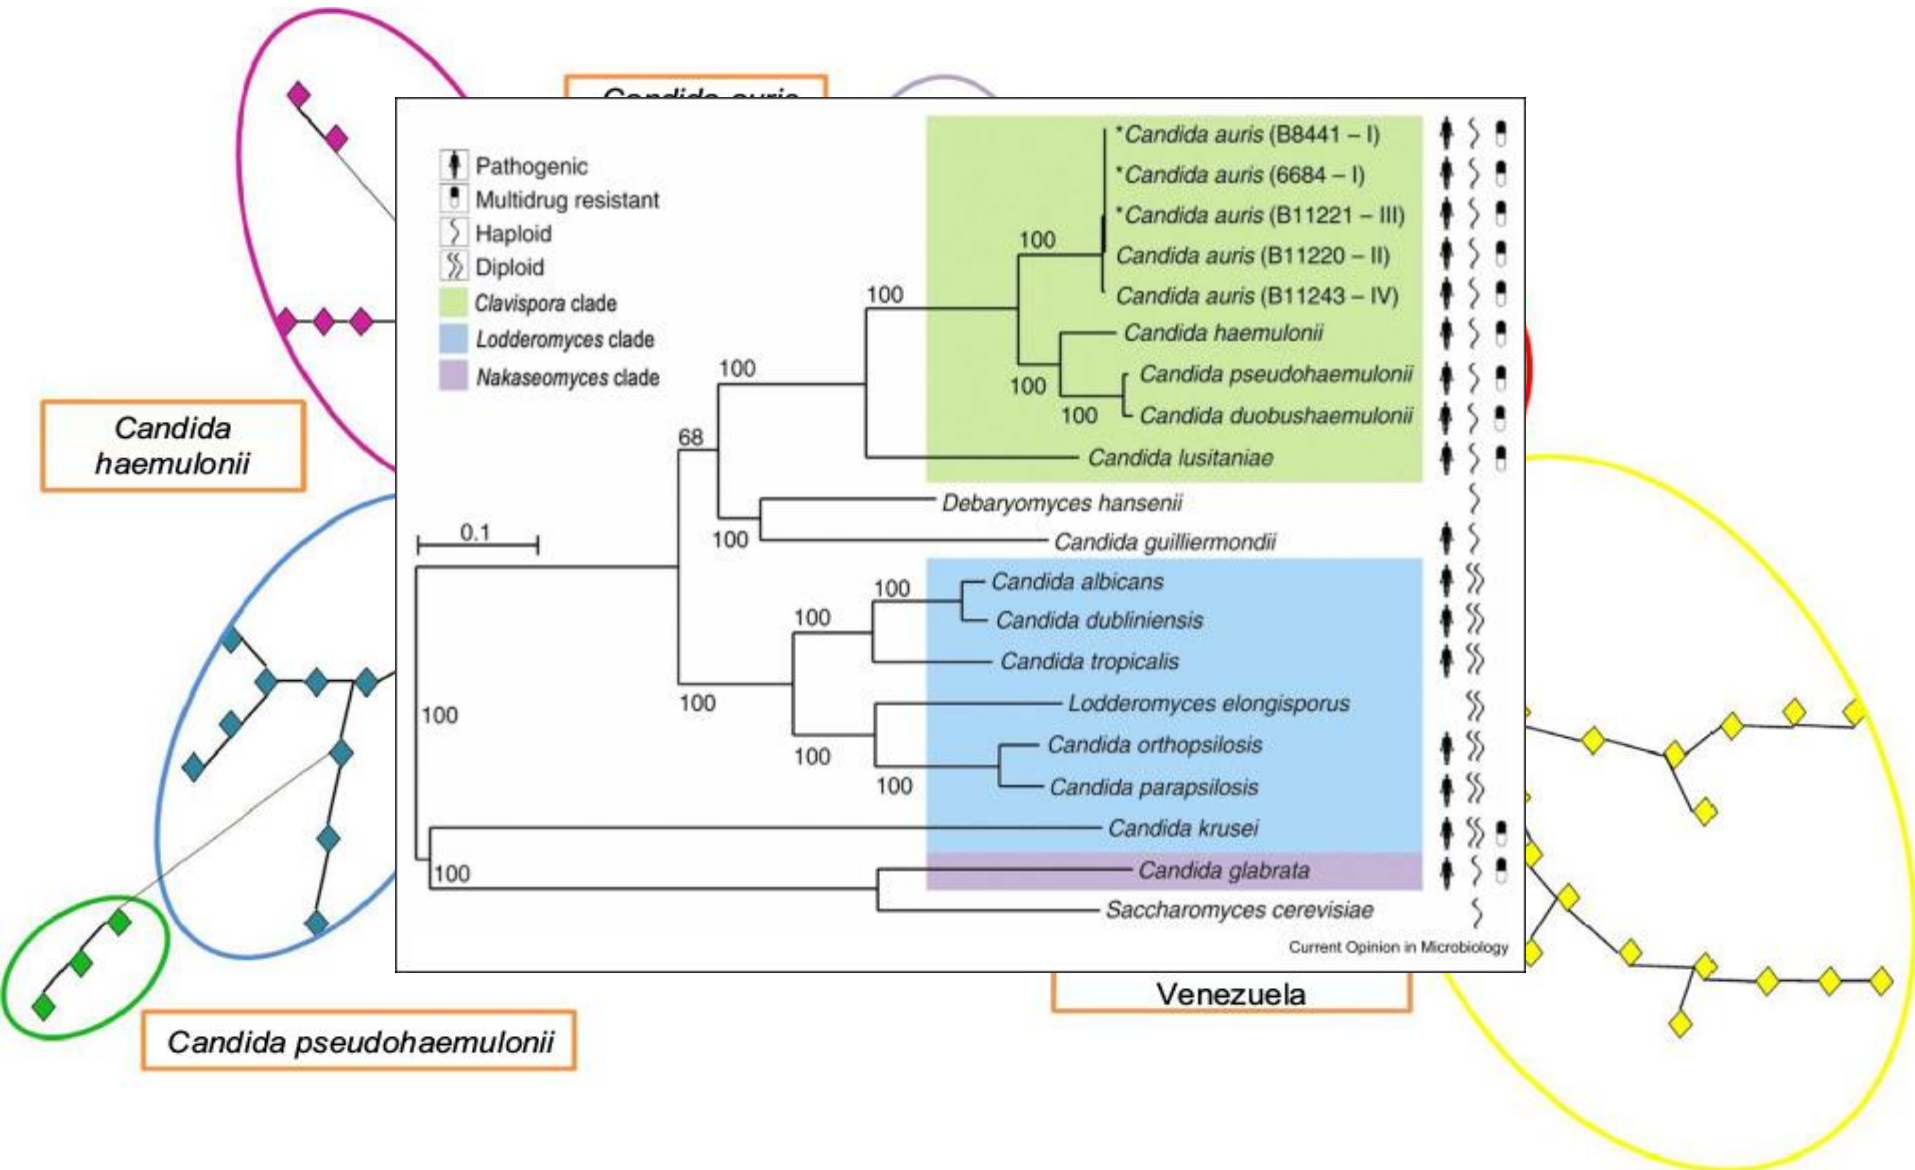 Candida auris
Pathogenic
Multidrug resistant
Haploid
Diploid
Clavispora clade
Lodderomyces clade
Nakaseomyces clade
*Candida auris (B8441 – I)
*Candida auris (6684 – I)
*Candida auris (B11221 – III)
100
Candida auris (B11220 – II)
100
Candida auris (B11243 – IV)
Candida haemulonii
100
Candida pseudohaemulonii
100
100
Candida duobushaemulonii
68
Candida lusitaniae
Candida
haemulonii
Debaryomyces hansenii
0.1
100
Candida guilliermondii
Candida albicans
100
100
Candida dubliniensis
Candida tropicalis
100
Lodderomyces elongisporus
100
Candida orthopsilosis
100
100
Candida parapsilosis
Candida krusei
100
Candida glabrata
Saccharomyces cerevisiae
Current Opinion in Microbiology
Venezuela
Candida pseudohaemulonii